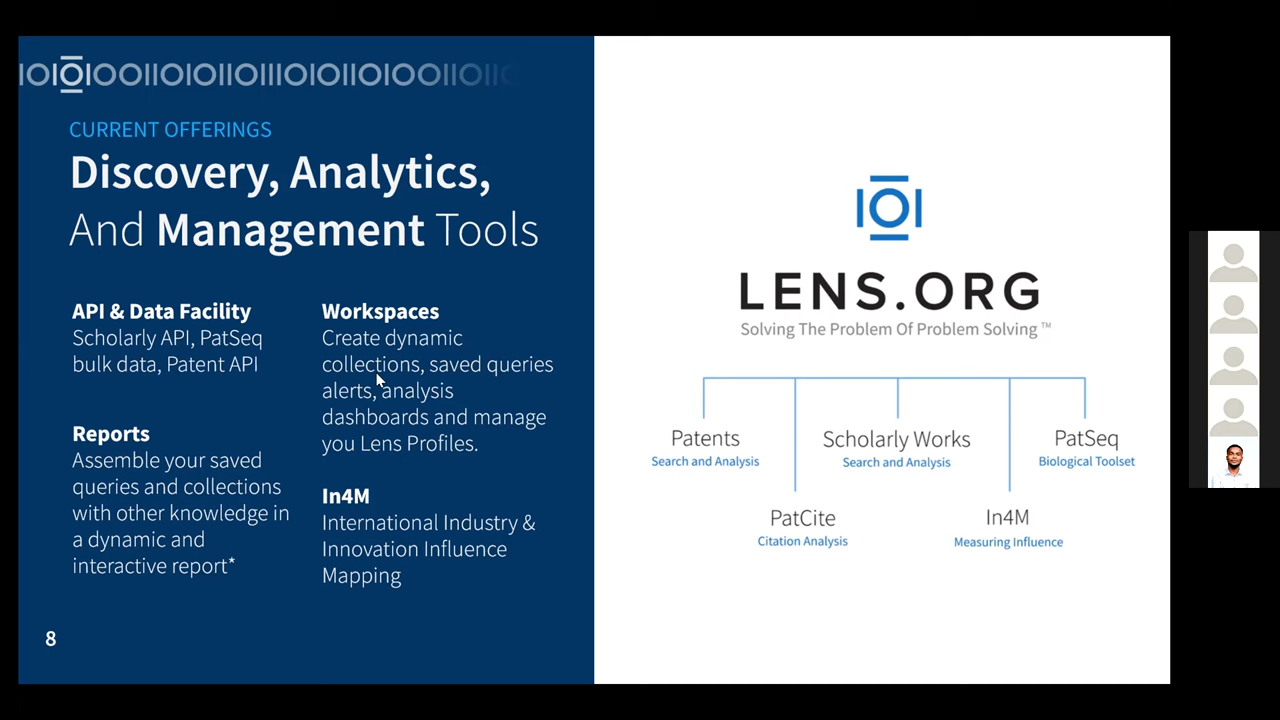 CURRENT OFFERINGS
Discovery, Analytics,
And Management Tools
API & Data Facility
Scholarly API, PatSeq
bulk data, Patent API
Reports
Assemble your saved
queries and collections
with other knowledge in
a dynamic and
interactive report*
Workspaces
Create dynamic
collections, saved queries
alerts, analysis
dashboards and manage
you Lens Profiles.
In4M
International Industry &
Innovation Influence
Mapping
8
LENS.ORG
Solving The Problem Of Problem Solving™
Patents
Search and Analysis
Scholarly Works
Search and Analysis
PatSeq
Biological Toolset
PatCite
Citation Analysis
In4M
Measuring Influence